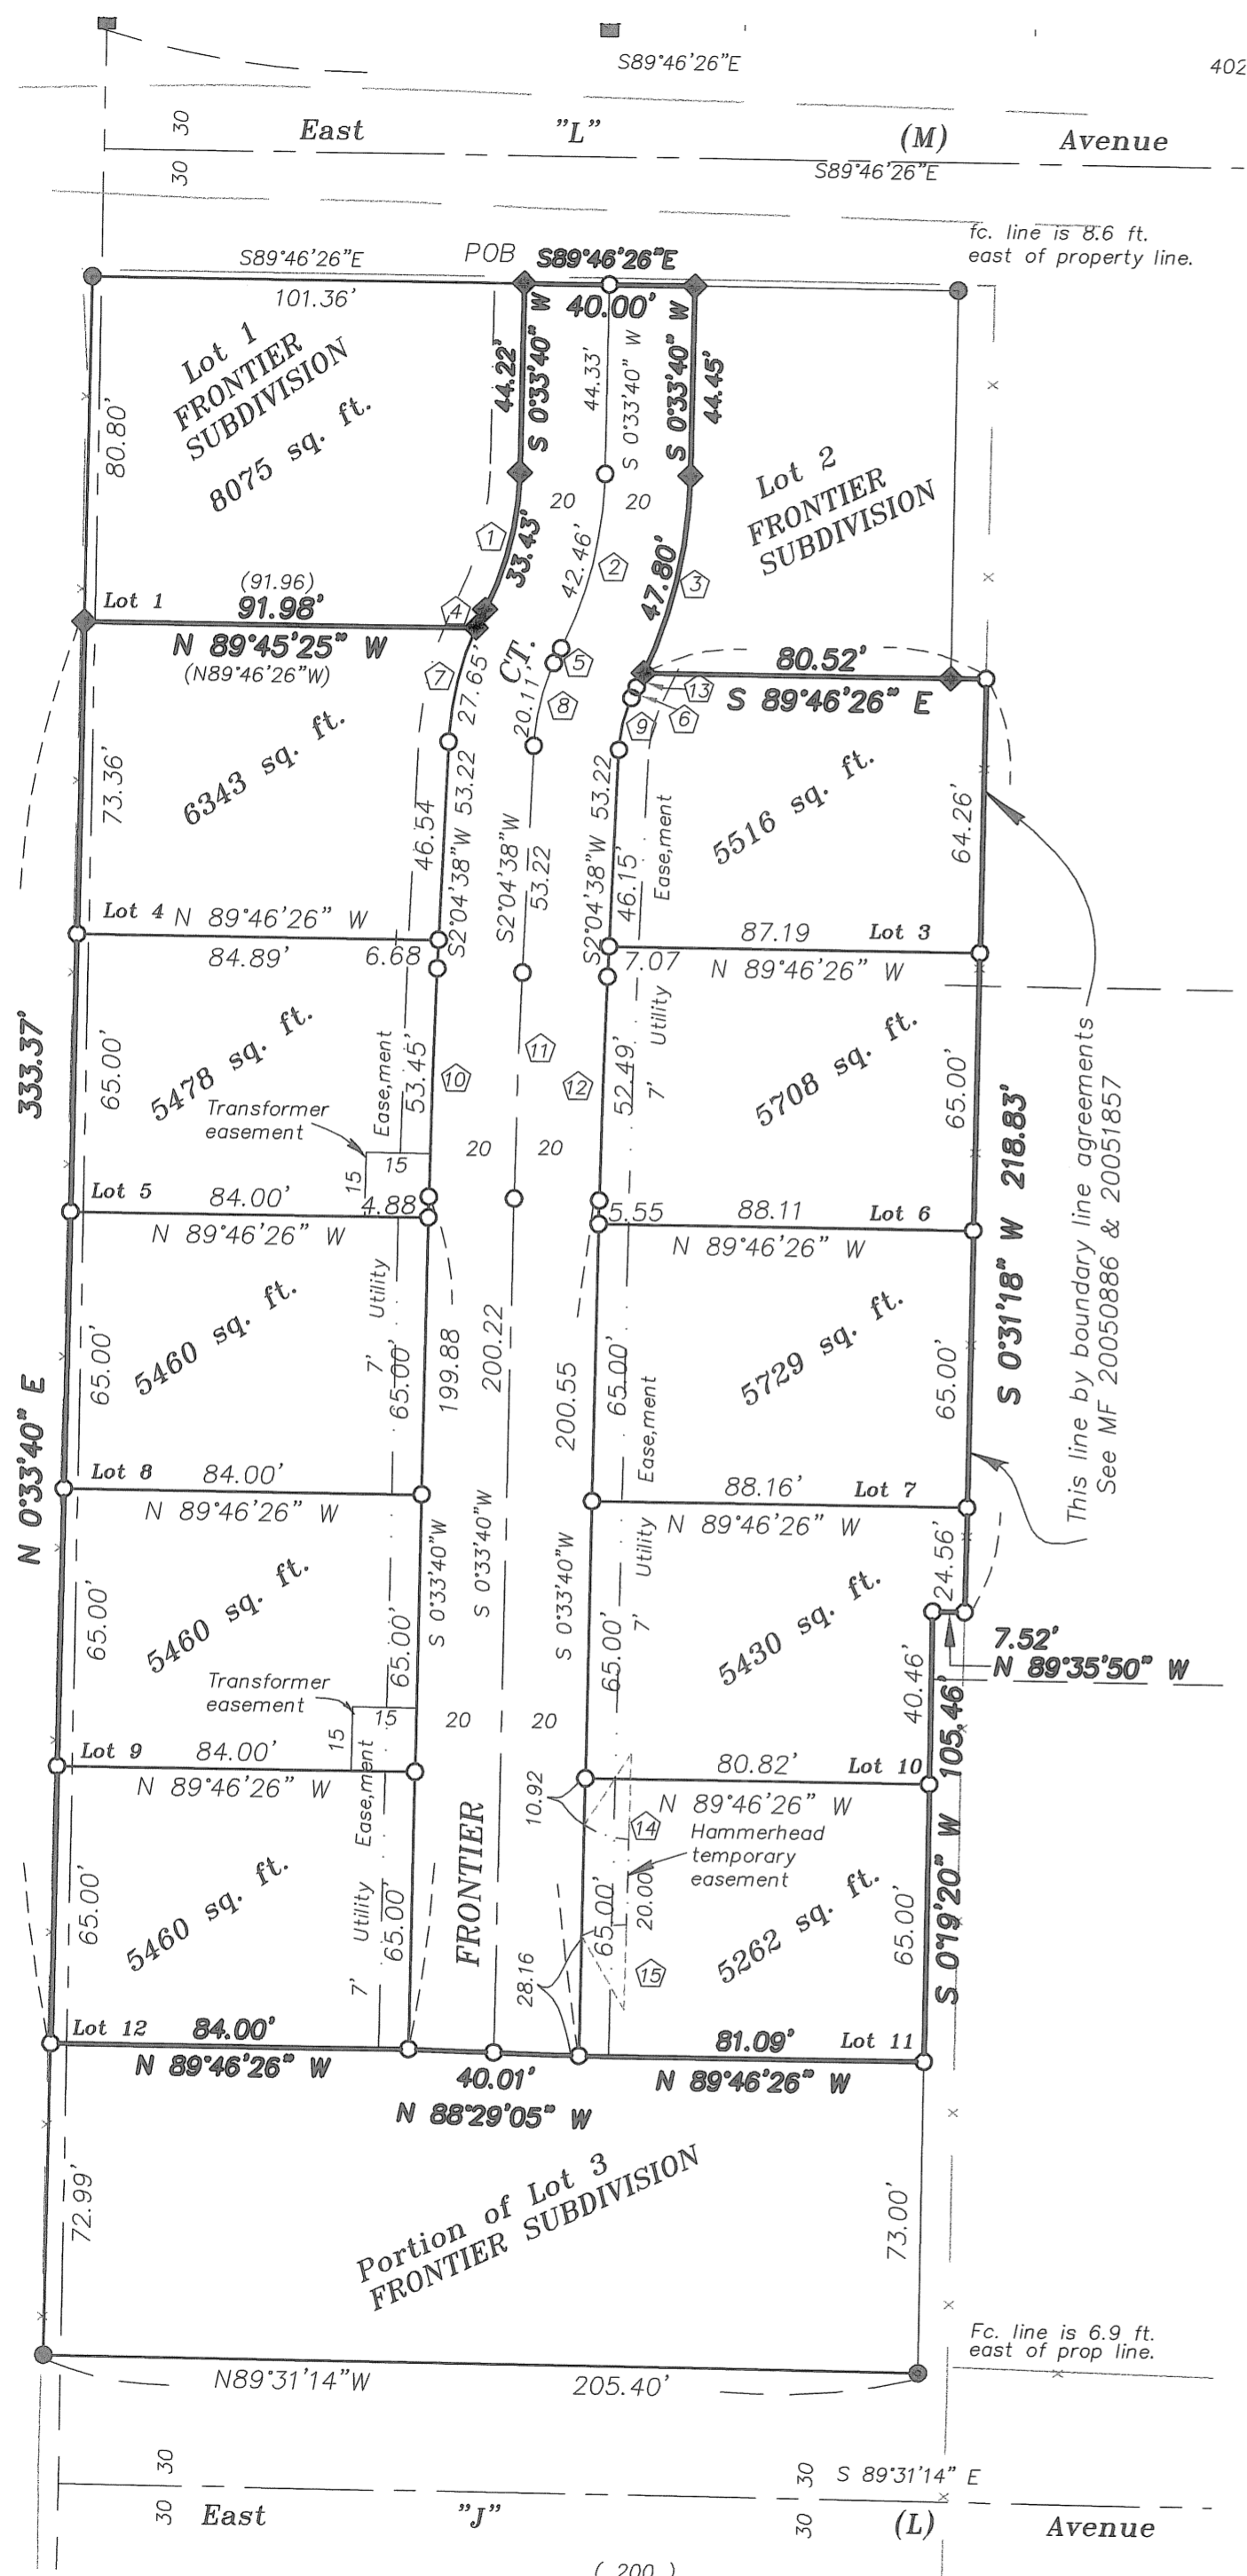 S89°46'26"E
402
30
East "L" (M) Avenue
30
S89°46'26"E
fc. line is 8.6 ft.
east of property line.
S89°46'26"E
POB
S89°46'26"E
101.36'
40.00'
Lot 1
FRONTIER
SUBDIVISION
8075 sq. ft.
80.80'
44.22'
S 0°33'40" W
44.33'
S 0°33'40" W
S 0°33'40" W
44.45'
Lot 2
FRONTIER
SUBDIVISION
20
20
1
33.43'
42.46'
2
47.80'
3
(91.96)
Lot 1
91.98'
N 89°45'25" W
(N89°46'26"W)
4
CT.
5
7
27.65'
20.11'
8
80.52'
13
S 89°46'26" E
6
9
6343 sq. ft.
73.36'
46.54
S2°04'38"W 53.22
S2°04'38"W
53.22
S2°04'38"W 53.22
46.15'
Ease,ment
5516 sq. ft.
64.26'
Lot 4
N 89°46'26" W
84.89'
6.68
87.19
Lot 3
7.07
N 89°46'26" W
333.37'
65.00'
5478 sq. ft.
Transformer
easement
Ease,ment
53.45'
10
11
12
52.49'
7' Utility
5708 sq. ft.
65.00'
S 0°31'18" W 218.83'
This line by boundary line agreements
See MF 20050886 & 20051857
15
15
20
20
Lot 5
84.00'
4.88
N 89°46'26" W
5.55
88.11
Lot 6
N 89°46'26" W
N 0°33'40" E
65.00'
5460 sq. ft.
7' Utility
65.00'
199.88
200.22
200.55
65.00'
Ease,ment
5729 sq. ft.
65.00'
Lot 8
84.00'
N 89°46'26" W
88.16'
Lot 7
N 89°46'26" W
65.00'
5460 sq. ft.
65.00'
S 0°33'40"W
S 0°33'40"W
S 0°33'40"W
65.00'
7' Utility
5430 sq. ft.
24.56'
7.52'
N 89°35'50" W
40.46'
105.46'
Transformer
easement
15
15
20
20
Lot 9
84.00'
N 89°46'26" W
80.82'
Lot 10
N 89°46'26" W
10.92
14
Hammerhead
temporary
easement
65.00'
5460 sq. ft.
7' Utility Ease,ment
65.00'
FRONTIER
28.16
65.00'
20.00
15
5262 sq. ft.
65.00'
S 0°19'20" W
Lot 12
84.00'
N 89°46'26" W
40.01'
N 88°29'05" W
81.09'
Lot 11
N 89°46'26" W
72.99'
Portion of Lot 3
FRONTIER SUBDIVISION
73.00'
Fc. line is 6.9 ft.
east of prop line.
N89°31'14"W
205.40'
30
30
S 89°31'14" E
30
East "J" (L) Avenue
30
( 200 )